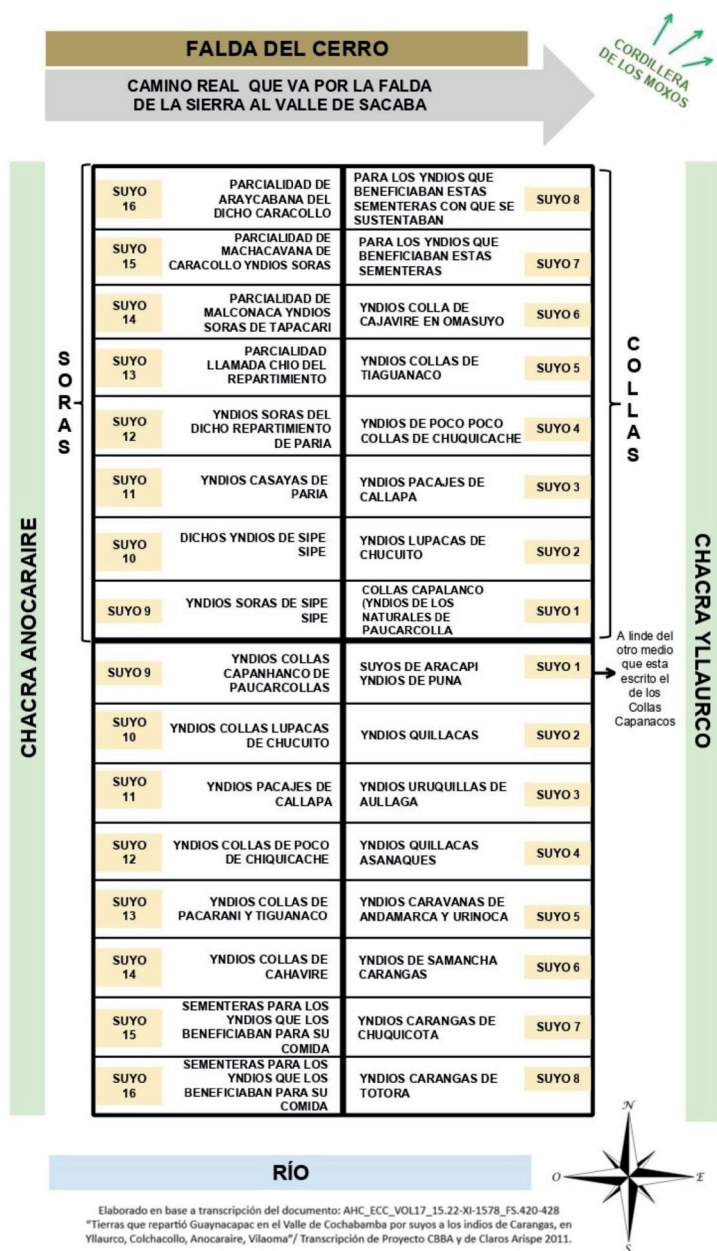 FALDA DEL CERRO
CAMINO REAL QUE VA POR LA FALDA
DE LA SIERRA AL VALLE DE SACABA
CORDILLERA
DE LOS MOXOS
CHACRA ANOCARAIRE
SORAS
SUYO
16
PARCIALIDAD DE
ARAYCABANA DEL
DICHO CARACOLLO
PARA LOS YNDIOS QUE
BENEFICIABAN ESTAS
SEMENTERAS CON QUE SE
SUSTENTABAN
SUYO 8
SUYO
15
PARCIALIDAD DE
MACHACAVANA DE
CARACOLLO YNDIOS SORAS
PARA LOS YNDIOS QUE
BENEFICIABAN ESTAS
SEMENTERAS
SUYO 7
SUYO
14
PARCIALIDAD DE
MALCONACA YNDIOS
SORAS DE TAPACARI
YNDIOS COLLA DE
CAJAVIRE EN OMASUYO
SUYO 6
SUYO
13
PARCIALIDAD
LLAMADA CHIO DEL
REPARTIMIENTO
YNDIOS COLLAS DE
TIAGUANACO
SUYO 5
SUYO
12
YNDIOS SORAS DEL
DICHO REPARTIMIENTO
DE PARIA
YNDIOS DE POCO POCO
COLLAS DE CHUQUICACHE
SUYO 4
SUYO
11
YNDIOS CASAYAS DE
PARIA
YNDIOS PACAJES DE
CALLAPA
SUYO 3
SUYO
10
DICHOS YNDIOS DE SIPE
SIPE
YNDIOS LUPACAS DE
CHUCUITO
SUYO 2
SUYO 9
YNDIOS SORAS DE SIPE
SIPE
COLLAS CAPALANCO
(YNDIOS DE LOS
NATURALES DE
PAUCARCOLLA
SUYO 1
COLLAS
CHACRA YLLAURCO
SUYO 9
YNDIOS COLLAS
CAPANHANCO DE
PAUCARCOLLAS
SUYOS DE ARACAPI
YNDIOS DE PUNA
SUYO 1
A linde del
otro medio
que esta
escrito el
de los
Collas
Capanacos
SUYO
10
YNDIOS COLLAS LUPACAS
DE CHUCUITO
YNDIOS QUILLACAS
SUYO 2
SUYO
11
YNDIOS PACAJES DE
CALLAPA
YNDIOS URUQUILLAS DE
AULLAGA
SUYO 3
SUYO
12
YNDIOS COLLAS DE POCO
DE CHIQUICACHE
YNDIOS QUILLACAS
ASANAQUES
SUYO 4
SUYO
13
YNDIOS COLLAS DE
PACARANI Y TIGUANACO
YNDIOS CARAVANAS DE
ANDAMARCA Y URINOCA
SUYO 5
SUYO
14
YNDIOS COLLAS DE
CAHAVIRE
YNDIOS DE SAMANCHA
CARANGAS
SUYO 6
SUYO
15
SEMENTERAS PARA LOS
YNDIOS QUE LOS
BENEFICIABAN PARA SU
COMIDA
YNDIOS CARANGAS DE
CHUQUICOTA
SUYO 7
SUYO
16
SEMENTERAS PARA LOS
YNDIOS QUE LOS
BENEFICIABAN PARA SU
COMIDA
YNDIOS CARANGAS DE
TOTORA
SUYO 8
RÍO
N
O
E
S
Elaborado en base a transcripción del documento: AHC_ECC_VOL17_15.22-XI-1578_FS.420-428
"Tierras que repartió Guaynacapac en el Valle de Cochabamba por suyos a los indios de Carangas, en
Yllaurco, Colchacollo, Anocaraire, Vilaoma"/ Transcripción de Proyecto CBBA y de Claros Arispe 2011.